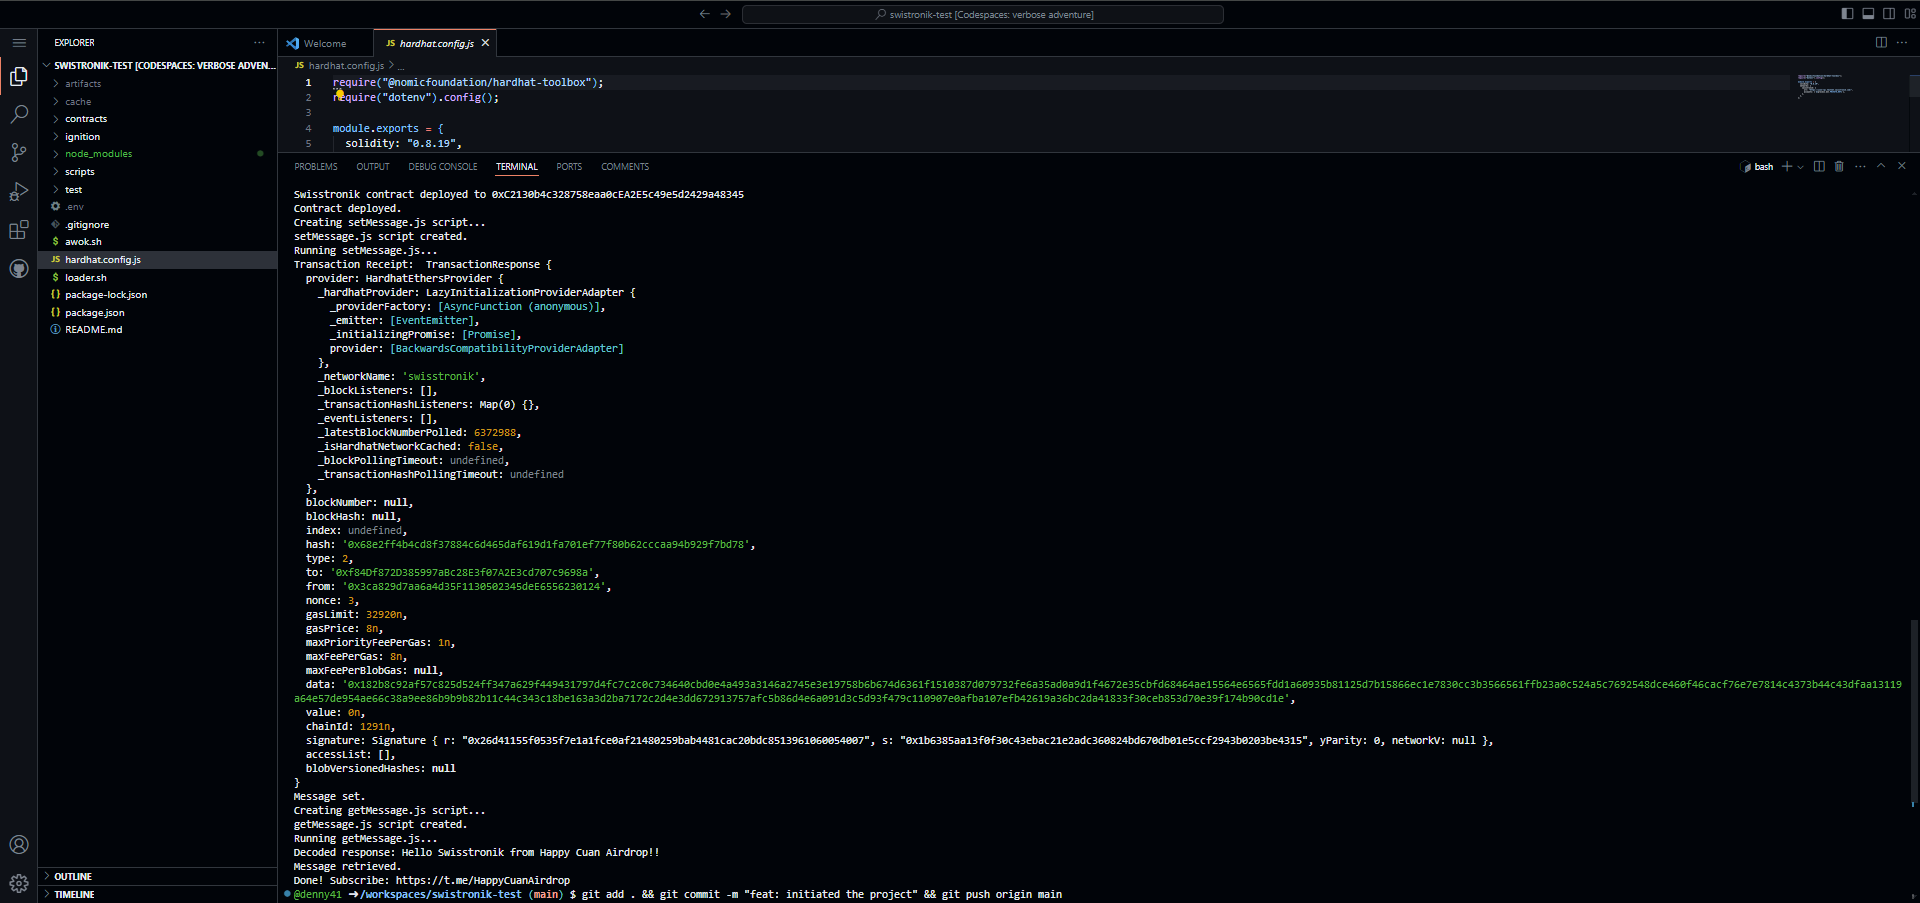 swistronik-test [Codespaces: verbose adventure]
EXPLORER
SWISTRONIK-TEST [CODESPACES: VERBOSE ADVEN...
artifacts
cache
contracts
ignition
node_modules
scripts
test
.env
.gitignore
$ awok.sh
JS hardhat.config.js
$ loader.sh
{} package-lock.json
{} package.json
README.md
OUTLINE
TIMELINE
Welcome
JS hardhat.config.js
JS hardhat.config.js > ...
1 require("@nomicfoundation/hardhat-toolbox");
2 require("dotenv").config();
3
4 module.exports = {
5 solidity: "0.8.19",
PROBLEMS OUTPUT DEBUG CONSOLE TERMINAL PORTS COMMENTS
bash
Swisstronik contract deployed to 0xC2130b4c328758eaa0cEA2E5c49e5d2429a48345
Contract deployed.
Creating setMessage.js script...
setMessage.js script created.
Running setMessage.js...
Transaction Receipt:  TransactionResponse {
provider: HardhatEthersProvider {
_hardhatProvider: LazyInitializationProviderAdapter {
_providerFactory: [AsyncFunction (anonymous)],
_emitter: [EventEmitter],
_initializingPromise: [Promise],
provider: [BackwardsCompatibilityProviderAdapter]
},
_networkName: 'swisstronik',
_blockListeners: [],
_transactionHashListeners: Map(0) {},
_eventListeners: [],
_latestBlockNumberPolled: 6372988,
_isHardhatNetworkCached: false,
_blockPollingTimeout: undefined,
_transactionHashPollingTimeout: undefined
},
blockNumber: null,
blockHash: null,
index: undefined,
hash: '0x68e2ff4b4cd8f37884c6d465daf619d1fa701ef77f80b62cccaa94b929f7bd78',
type: 2,
to: '0xf84Df872D385997aBc28E3f07A2E3cd707c9698a',
from: '0x3ca829d7aa6a4d35F1130502345deE6556230124',
nonce: 3,
gasLimit: 32920n,
gasPrice: 8n,
maxPriorityFeePerGas: 1n,
maxFeePerGas: 8n,
maxFeePerBlobGas: null,
data: '0x182b8c92af57c825d524ff347a629f449431797d4fc7c2c0c734640cbd0e4a493a3146a2745e3e19758b6b674d6361f1510387d079732fe6a35ad0a9d1f4672e35cbfd68464ae15564e6565fdd1a60935b81125d7b15866ec1e7830cc3b3566561ffb23a0c524a5c7692548dce460f46cacf76e7e7814c4373b44c43dfaa13119
a64e57de954ae66c38a9ee86b9b9b82b11c44c343c18be163a3d2ba7172c2d4e3dd672913757afc5b86d4e6a091d3c5d93f479c110907e0afba107efb42619a36bc2da41833f30ceb853d70e39f174b90cd1e',
value: 0n,
chainId: 1291n,
signature: Signature { r: "0x26d41155f0535f7e1a1fce0af21480259bab4481cac20bdc8513961060054007", s: "0x1b6385aa13f0f30c43ebac21e2adc360824bd670db01e5ccf2943b0203be4315", yParity: 0, networkV: null },
accessList: [],
blobVersionedHashes: null
}
Message set.
Creating getMessage.js script...
getMessage.js script created.
Running getMessage.js...
Decoded response: Hello Swisstronik from Happy Cuan Airdrop!!
Message retrieved.
Done! Subscribe: https://t.me/HappyCuanAirdrop
@denny41 ➜/workspaces/swistronik-test (main) $ git add . && git commit -m "feat: initiated the project" && git push origin main